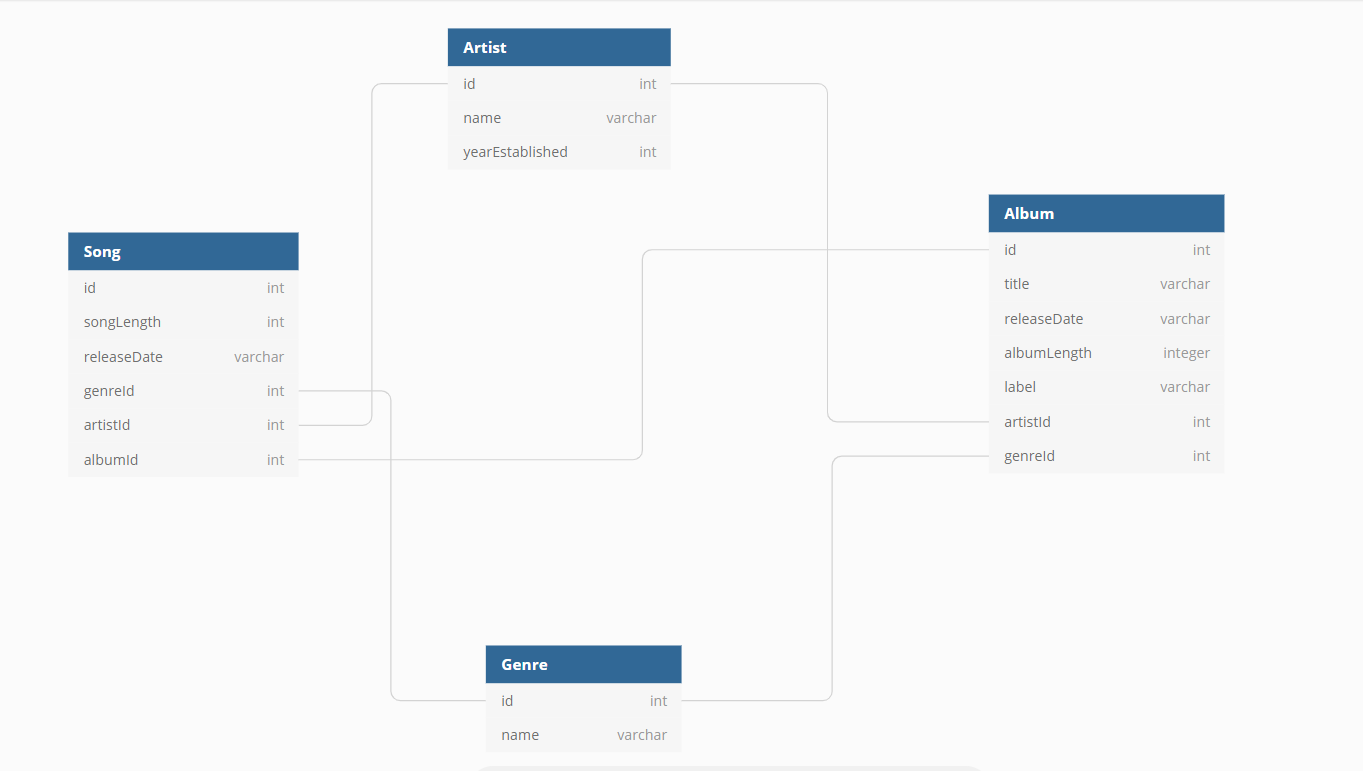 Artist
id int
name varchar
yearEstablished int
Song
id int
songLength int
releaseDate varchar
genreId int
artistId int
albumId int
Album
id int
title varchar
releaseDate varchar
albumLength integer
label varchar
artistId int
genreId int
Genre
id int
name varchar